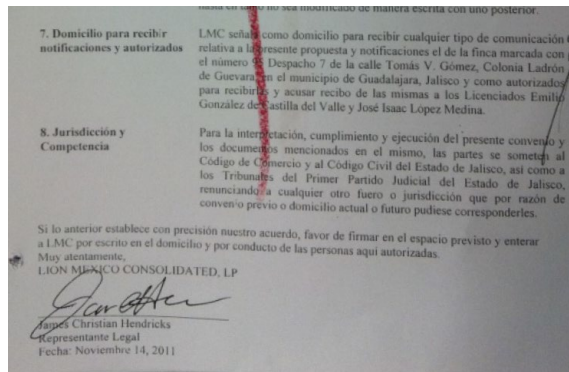 hasta en tanto no sea modificado de manera escrita con uno posterior.
7. Domicilio para recibir
notificaciones y autorizados
LMC señala como domicilio para recibir cualquier tipo de comunicación
relativa a la presente propuesta y notificaciones el de la finca marcada con
el número 95 Despacho 7 de la calle Tomás V. Gómez, Colonia Ladrón
de Guevara, en el municipio de Guadalajara, Jalisco y como autorizados
para recibirlas y acusar recibo de las mismas a los Licenciados Emilio
González de Castilla del Valle y José Isaac López Medina.
8. Jurisdicción y
Competencia
Para la interpretación, cumplimiento y ejecución del presente convenio y
los documentos mencionados en el mismo, las partes se someten al
Código de Comercio y al Código Civil del Estado de Jalisco, así como a
los Tribunales del Primer Partido Judicial del Estado de Jalisco,
renunciando a cualquier otro fuero o jurisdicción que por razón de
convenio previo o domicilio actual o futuro pudiese corresponderles.
Si lo anterior establece con precisión nuestro acuerdo, favor de firmar en el espacio previsto y enterar
a LMC por escrito en el domicilio y por conducto de las personas aquí autorizadas.
Muy atentamente,
LION MEXICO CONSOLIDATED, LP
James Christian Hendricks
Representante Legal
Fecha: Noviembre 14, 2011